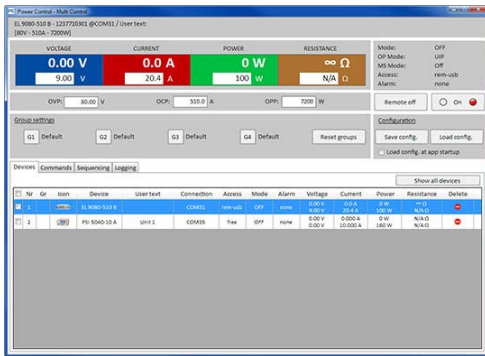 Power Control - Multi Control
EL 9080-510 B - 1237710301 @COM31 / User text:
[80V - 510A - 7200W]
VOLTAGE CURRENT POWER RESISTANCE
0.00 V 0.0 A 0 W ∞ Ω
9.00 V 20.4 A 100 W N/A Ω
Mode: OFF
OP Mode: UIP
MS Mode: Off
Access: rem-usb
Alarm: none
OVP: 80.00 V OCP: 510.0 A OPP: 7200 W
Remote off On
Group settings
G1 Default G2 Default G3 Default G4 Default Reset groups
Configuration
Save config. Load config.
Load config. at app startup
Devices Commands Sequencing Logging
Show all devices
Nr Gr Icon Device User text Connection Access Mode Alarm Voltage Current Power Resistance Delete
1 EL 9080-510 B COM31 rem-usb OFF none 0.00 V 0.0 A 0 W ∞ Ω
9.00 V 20.4 A 100 W N/A Ω
2 PSI 5040-10 A Unit 1 COM35 free OFF none 0.00 V 0.000 A 0 W N/A Ω
0.00 V 10.000 A 160 W N/A Ω